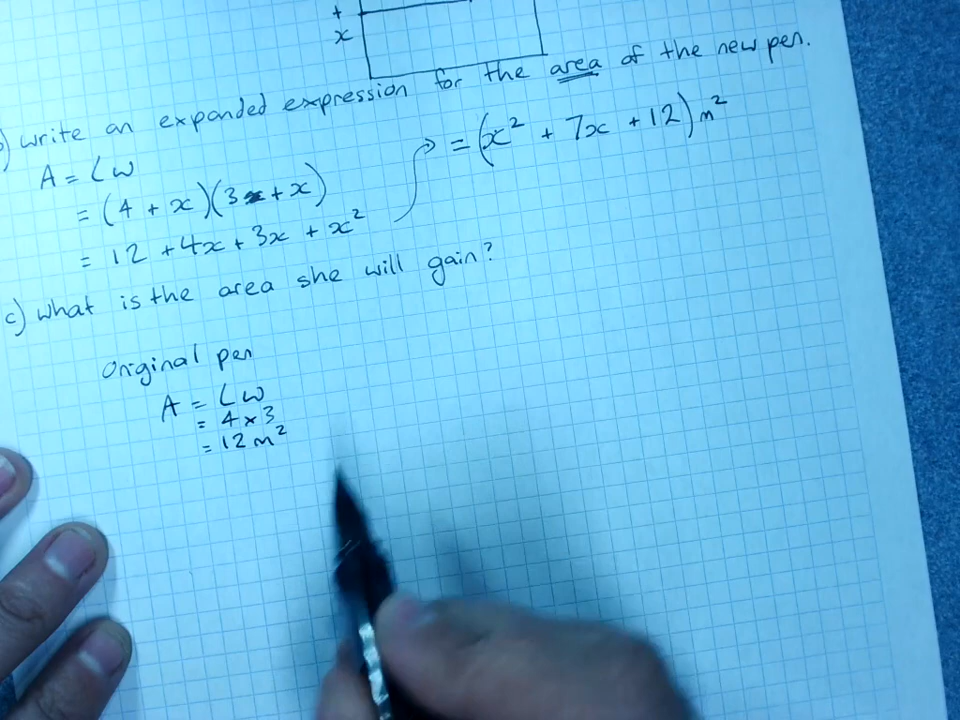 +
x
b) Write an expanded expression for the area of the new pen.
A = LW
= (4 + x)(3 + x)
= 12 + 4x + 3x + x²
= (x² + 7x + 12) m²
c) What is the area she will gain?
Original pen
A = LW
= 4 × 3
= 12 m²